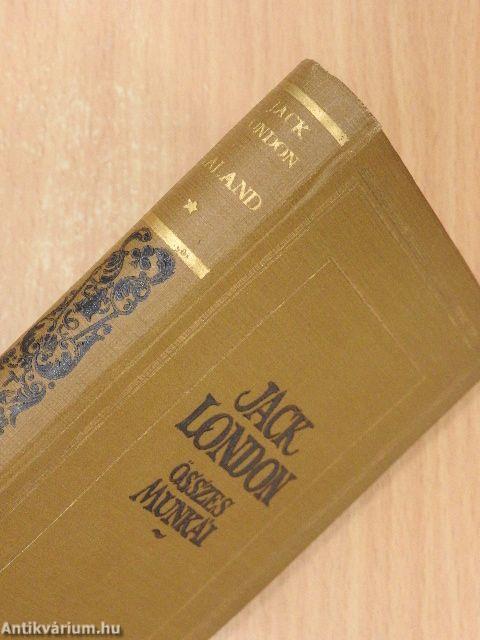 JACK
LONDON
KALAND
JACK
LONDON
ÖSSZES
MUNKÁI
Antikvárium.hu